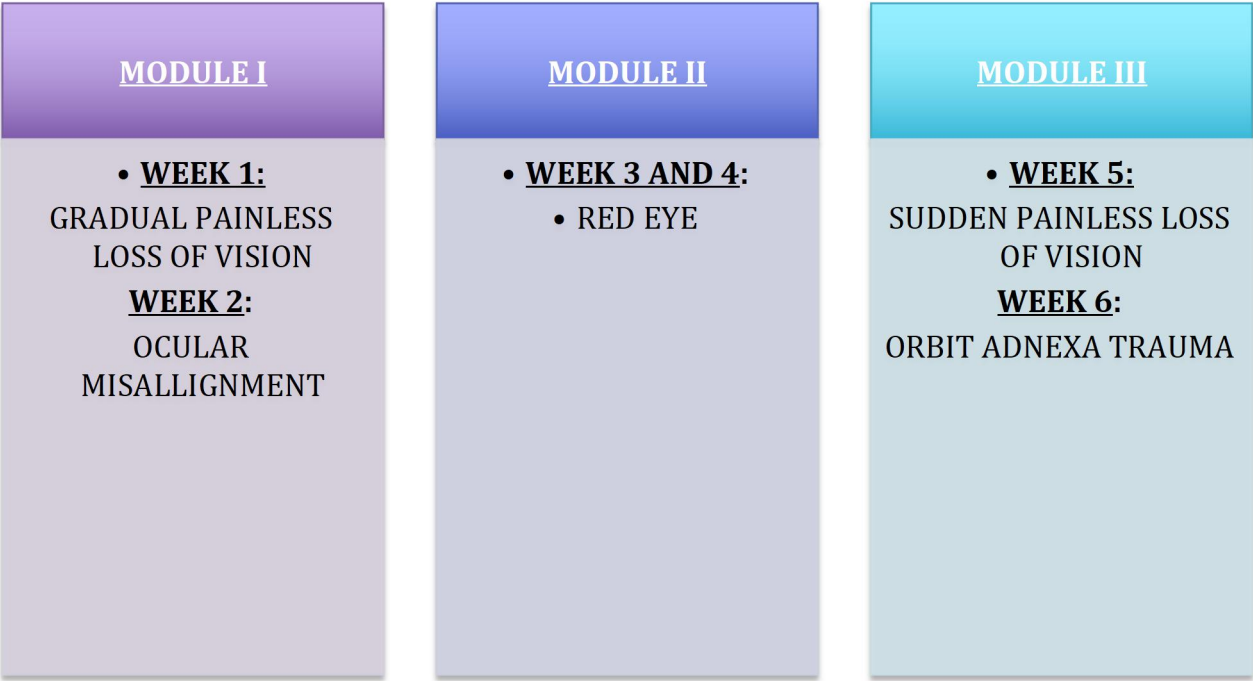 MODULE I
• WEEK 1:
GRADUAL PAINLESS
LOSS OF VISION
WEEK 2:
OCULAR
MISALLIGNMENT
MODULE II
• WEEK 3 AND 4:
• RED EYE
MODULE III
• WEEK 5:
SUDDEN PAINLESS LOSS
OF VISION
WEEK 6:
ORBIT ADNEXA TRAUMA